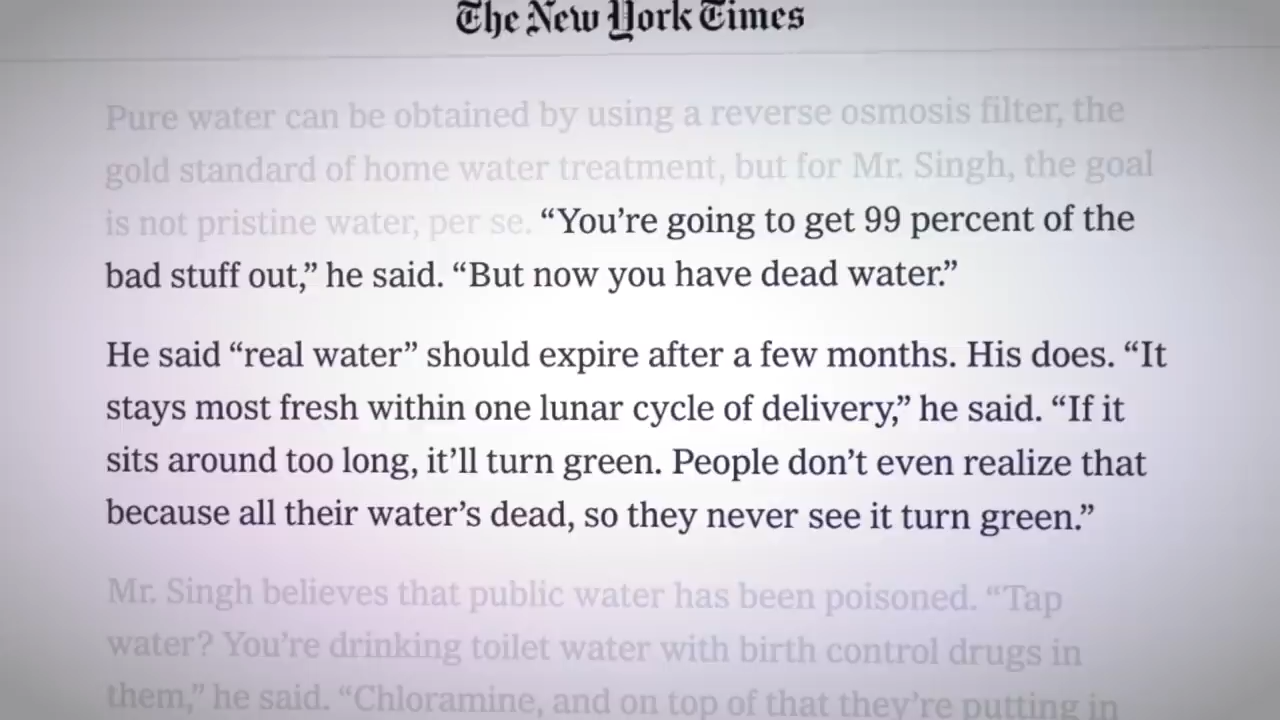 The New York Times
Pure water can be obtained by using a reverse osmosis filter, the
gold standard of home water treatment, but for Mr. Singh, the goal
is not pristine water, per se. “You’re going to get 99 percent of the
bad stuff out,” he said. “But now you have dead water.”
He said “real water” should expire after a few months. His does. “It
stays most fresh within one lunar cycle of delivery,” he said. “If it
sits around too long, it’ll turn green. People don’t even realize that
because all their water’s dead, so they never see it turn green.”
Mr. Singh believes that public water has been poisoned. “Tap
water? You’re drinking toilet water with birth control drugs in
them,” he said. “Chloramine, and on top of that they’re putting in